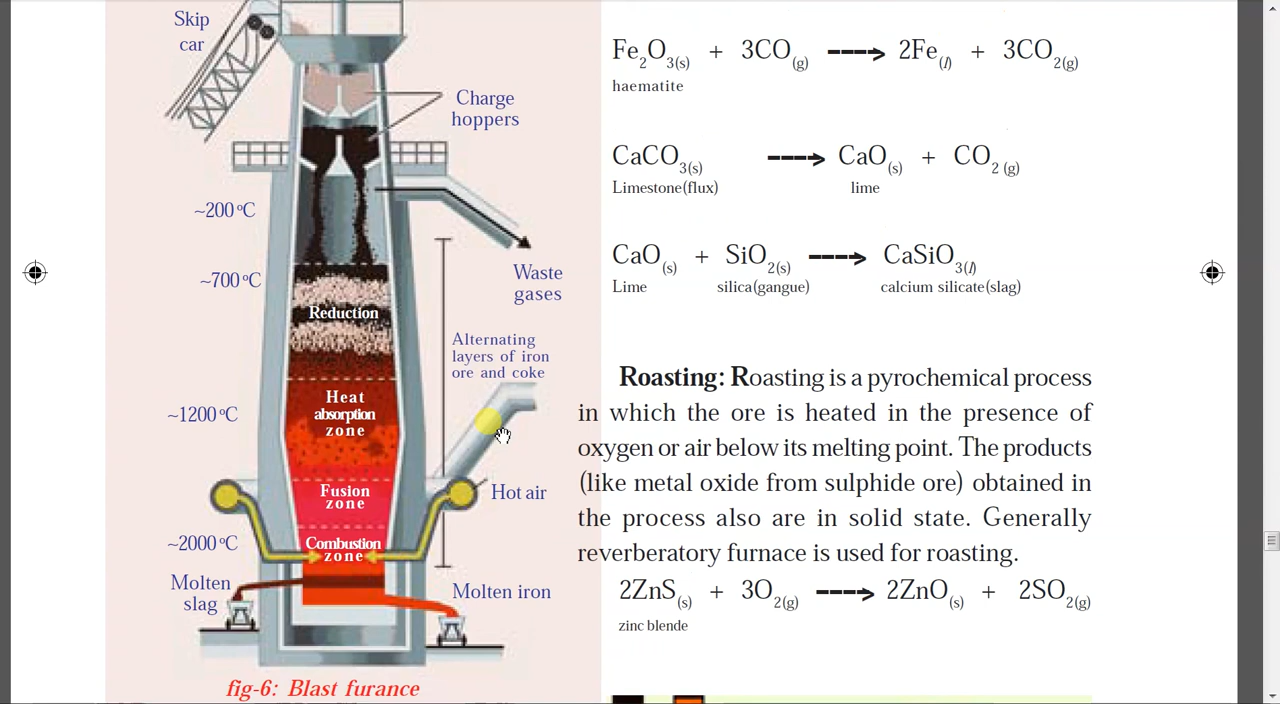 Skip
car
Charge
hoppers
~200 ºC
~700 ºC
Waste
gases
Reduction
Alternating
layers of iron
ore and coke
Heat
absorption
zone
~1200 ºC
Fusion
zone
Hot air
Combustion
zone
~2000 ºC
Molten
slag
Molten iron
fig-6: Blast furance
Fe2O3(s) + 3CO(g) ----> 2Fe(l) + 3CO2(g)
haematite
CaCO3(s) ----> CaO(s) + CO2 (g)
Limestone(flux) lime
CaO(s) + SiO2(s) ----> CaSiO3(l)
Lime silica(gangue) calcium silicate(slag)
Roasting: Roasting is a pyrochemical process
in which the ore is heated in the presence of
oxygen or air below its melting point. The products
(like metal oxide from sulphide ore) obtained in
the process also are in solid state. Generally
reverberatory furnace is used for roasting.
2ZnS(s) + 3O2(g) ----> 2ZnO(s) + 2SO2(g)
zinc blende